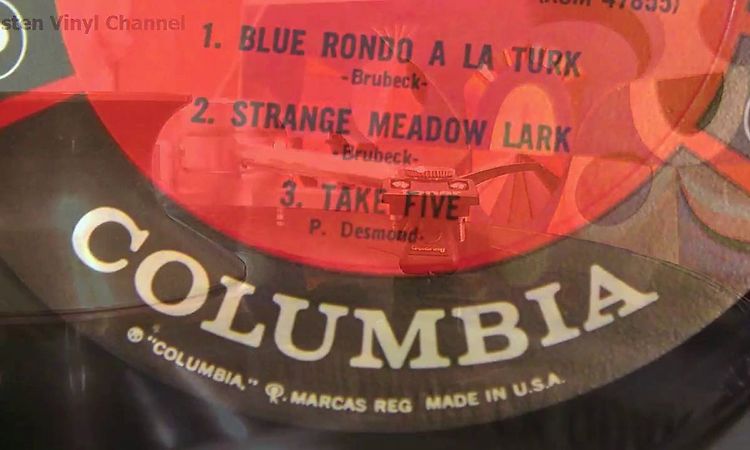 sten Vinyl Channel
1. BLUE RONDO A LA TURK
-Brubeck-
2. STRANGE MEADOW LARK
-Brubeck-
3. TAKE FIVE
P. Desmond-
COLUMBIA
"COLUMBIA," MARCAS REG MADE IN U.S.A.